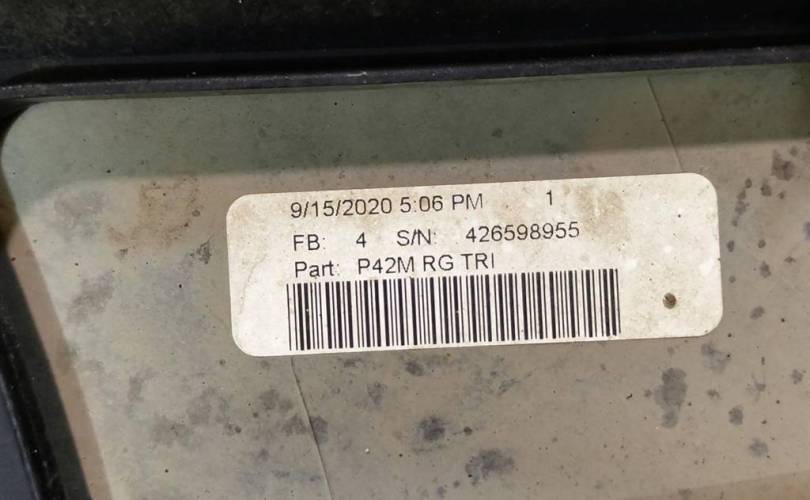 9/15/2020 5:06 PM 1
FB: 4 S/N: 426598955
Part: P42M RG TRI